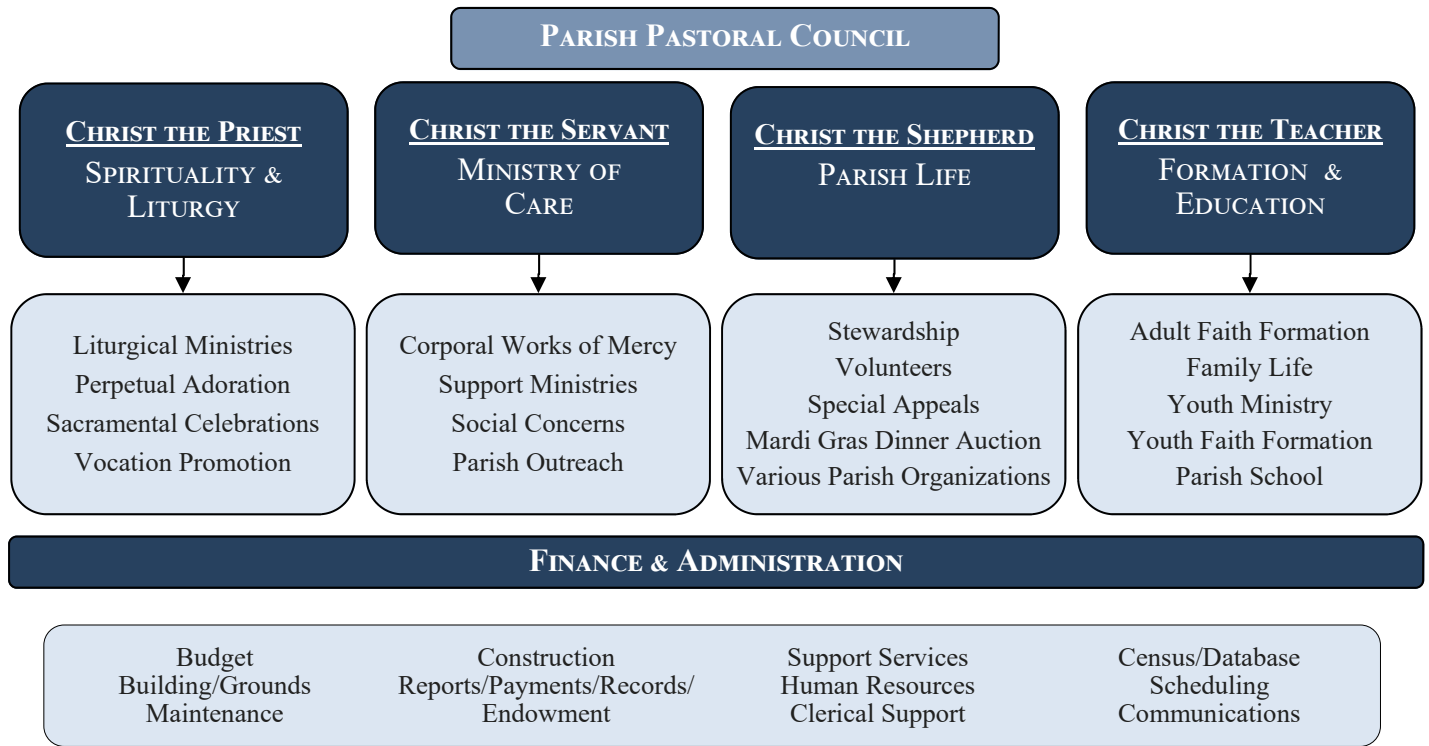 PARISH PASTORAL COUNCIL
CHRIST THE PRIEST
SPIRITUALITY &
LITURGY
CHRIST THE SERVANT
MINISTRY OF
CARE
CHRIST THE SHEPHERD
PARISH LIFE
CHRIST THE TEACHER
FORMATION &
EDUCATION
Liturgical Ministries
Perpetual Adoration
Sacramental Celebrations
Vocation Promotion
Corporal Works of Mercy
Support Ministries
Social Concerns
Parish Outreach
Stewardship
Volunteers
Special Appeals
Mardi Gras Dinner Auction
Various Parish Organizations
Adult Faith Formation
Family Life
Youth Ministry
Youth Faith Formation
Parish School
FINANCE & ADMINISTRATION
Budget
Building/Grounds
Maintenance
Construction
Reports/Payments/Records/
Endowment
Support Services
Human Resources
Clerical Support
Census/Database
Scheduling
Communications